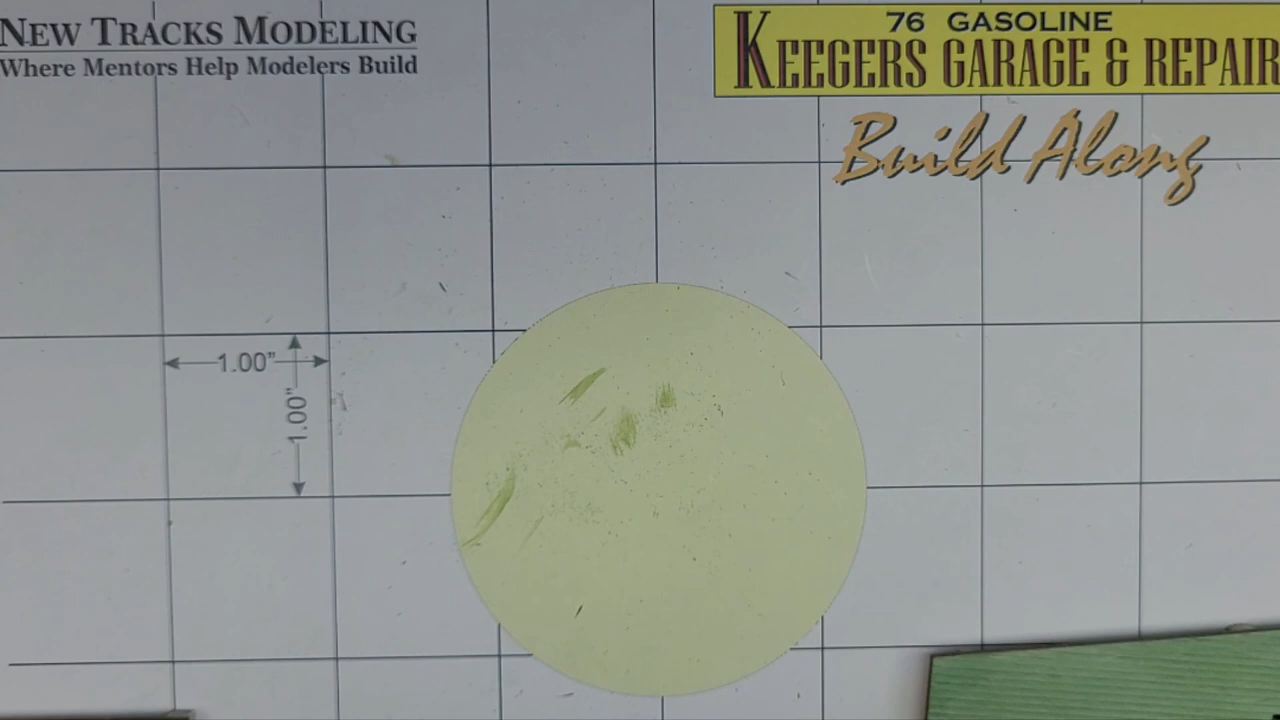 NEW TRACKS MODELING
Where Mentors Help Modelers Build
76 GASOLINE
KEEGERS GARAGE & REPAIR
Build Along
1.00"
1.00"